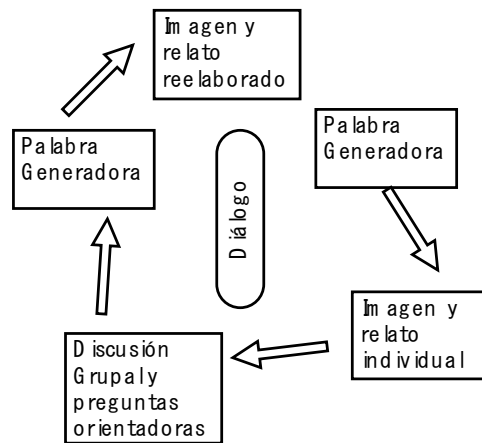 Imagen y
relato
reelaborado
Palabra
Generadora
Palabra
Generadora
Diálogo
Imagen y
relato
individual
Discusión
Grupal y
preguntas
orientadoras